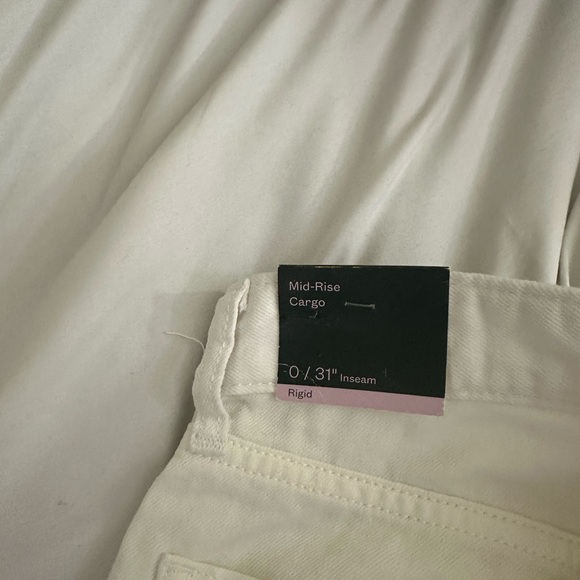 Mid-Rise
Cargo
0 / 31" Inseam
Rigid